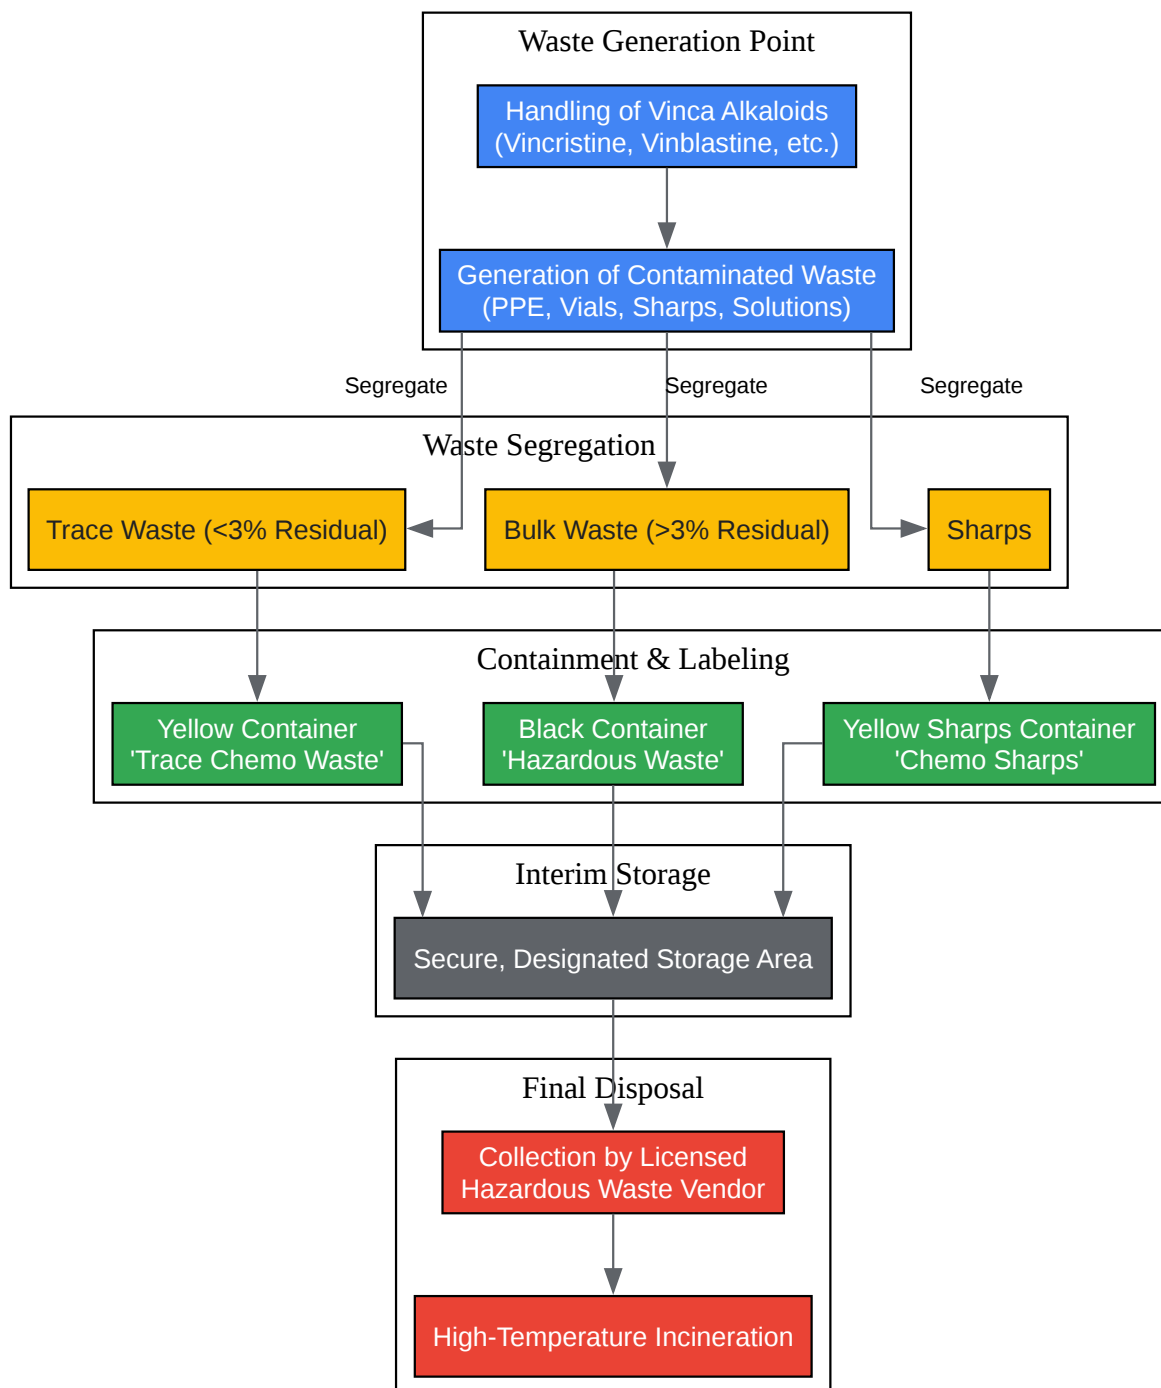 Waste Generation Point
Handling of Vinca Alkaloids
(Vincristine, Vinblastine, etc.)
Generation of Contaminated Waste
(PPE, Vials, Sharps, Solutions)
Segregate
Segregate
Segregate
Waste Segregation
Trace Waste (<3% Residual)
Bulk Waste (>3% Residual)
Sharps
Containment & Labeling
Yellow Container
'Trace Chemo Waste'
Black Container
'Hazardous Waste'
Yellow Sharps Container
'Chemo Sharps'
Interim Storage
Secure, Designated Storage Area
Final Disposal
Collection by Licensed
Hazardous Waste Vendor
High-Temperature Incineration